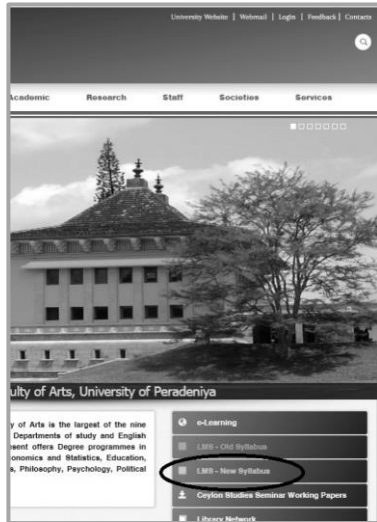 University Website | Webmail | Login | Feedback | Contacts
Academic Research Staff Societies Services
ulty of Arts, University of Peradeniya
y of Arts is the largest of the nine
Departments of study and English
esent offers Degree programmes in
onomics and Statistics, Education,
s, Philosophy, Psychology, Political
e-Learning
LMS - Old Syllabus
LMS - New Syllabus
Ceylon Studies Seminar Working Papers
Library Network